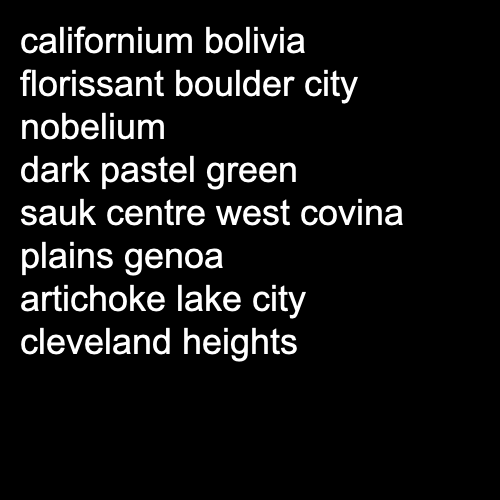 californium bolivia
florissant boulder city
nobelium
dark pastel green
sauk centre west covina
plains genoa
artichoke lake city
cleveland heights